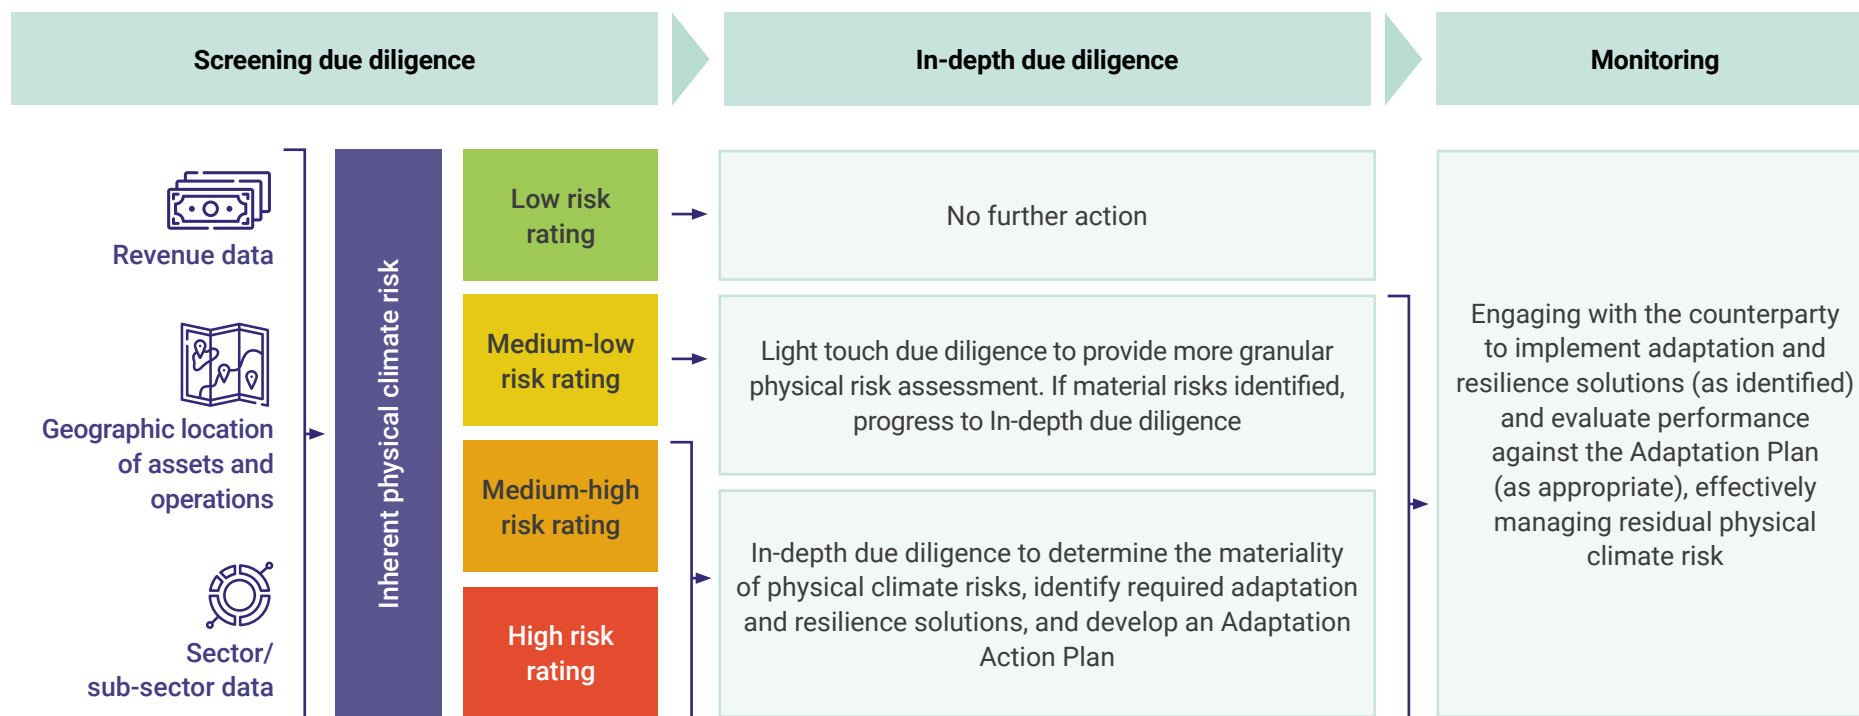 Screening due diligence
In-depth due diligence
Monitoring
Revenue data
Geographic location
of assets and
operations
Sector/
sub-sector data
Inherent physical climate risk
Low risk
rating
Medium-low
risk rating
Medium-high
risk rating
High risk
rating
No further action
Light touch due diligence to provide more granular
physical risk assessment. If material risks identified,
progress to In-depth due diligence
In-depth due diligence to determine the materiality
of physical climate risks, identify required adaptation
and resilience solutions, and develop an Adaptation
Action Plan
Engaging with the counterparty
to implement adaptation and
resilience solutions (as identified)
and evaluate performance
against the Adaptation Plan
(as appropriate), effectively
managing residual physical
climate risk